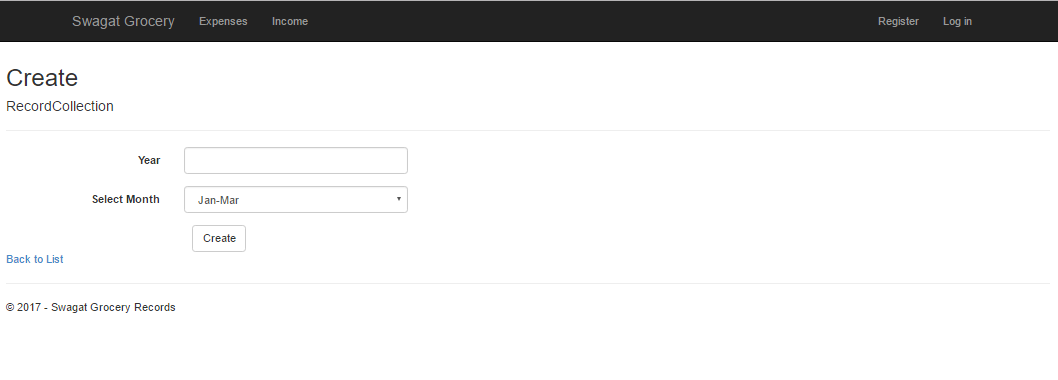 Swagat Grocery Expenses Income Register Log in
Create
RecordCollection
Year
Select Month Jan-Mar
Create
Back to List
© 2017 - Swagat Grocery Records